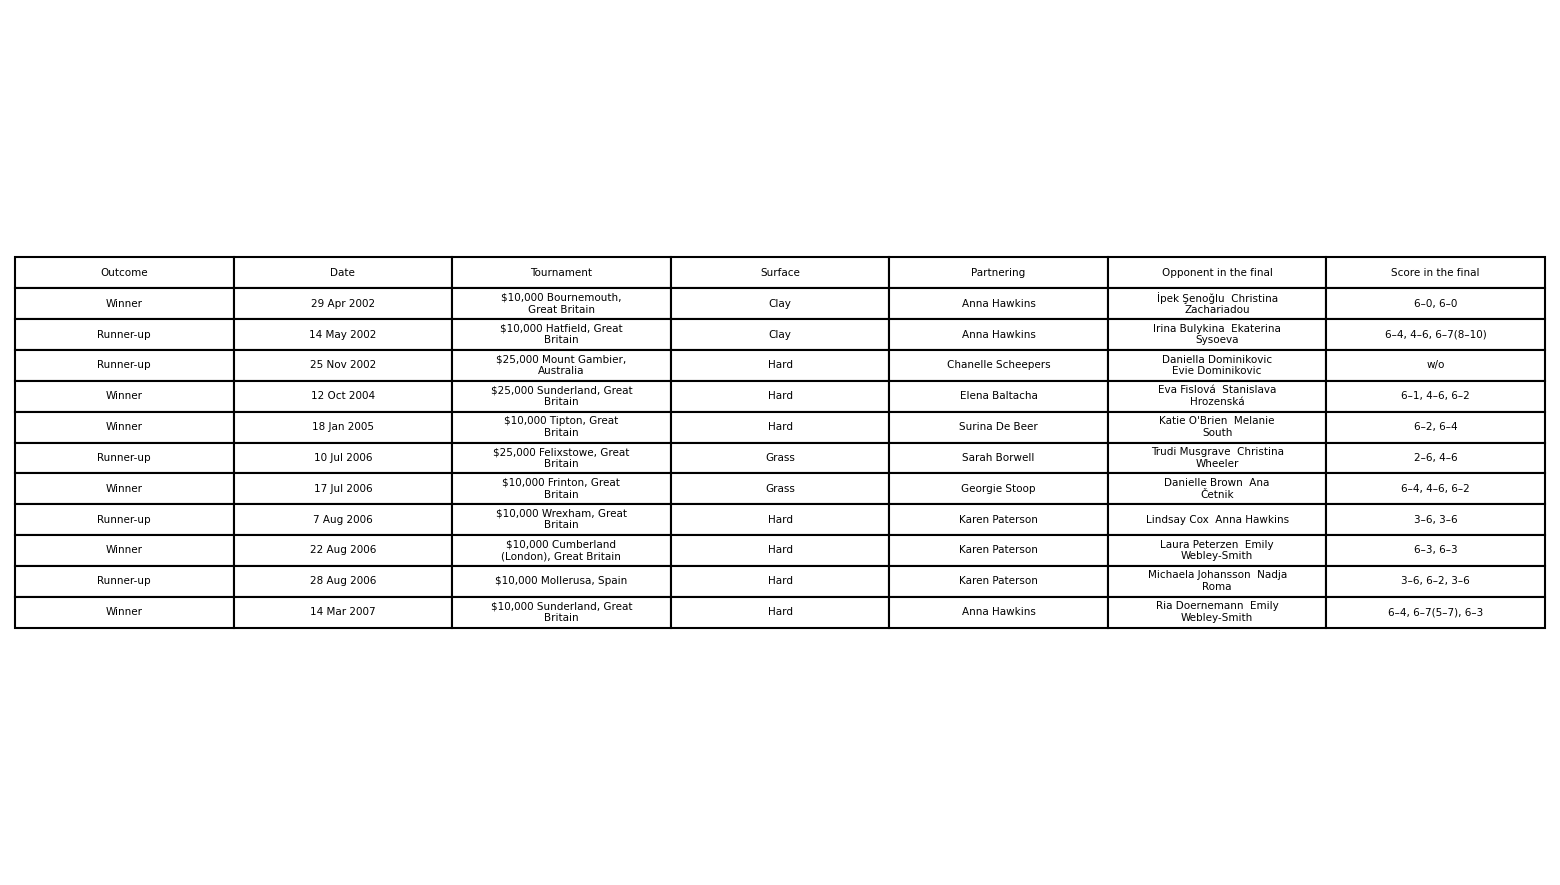 Outcome Date Tournament Surface Partnering Opponent in the final Score in the final
Winner 29 Apr 2002 $10,000 Bournemouth, Great Britain Clay Anna Hawkins İpek Şenoğlu  Christina Zachariadou 6–0, 6–0
Runner-up 14 May 2002 $10,000 Hatfield, Great Britain Clay Anna Hawkins Irina Bulykina  Ekaterina Sysoeva 6–4, 4–6, 6–7(8–10)
Runner-up 25 Nov 2002 $25,000 Mount Gambier, Australia Hard Chanelle Scheepers Daniella Dominikovic Evie Dominikovic w/o
Winner 12 Oct 2004 $25,000 Sunderland, Great Britain Hard Elena Baltacha Eva Fislová  Stanislava Hrozenská 6–1, 4–6, 6–2
Winner 18 Jan 2005 $10,000 Tipton, Great Britain Hard Surina De Beer Katie O'Brien  Melanie South 6–2, 6–4
Runner-up 10 Jul 2006 $25,000 Felixstowe, Great Britain Grass Sarah Borwell Trudi Musgrave  Christina Wheeler 2–6, 4–6
Winner 17 Jul 2006 $10,000 Frinton, Great Britain Grass Georgie Stoop Danielle Brown  Ana Četnik 6–4, 4–6, 6–2
Runner-up 7 Aug 2006 $10,000 Wrexham, Great Britain Hard Karen Paterson Lindsay Cox  Anna Hawkins 3–6, 3–6
Winner 22 Aug 2006 $10,000 Cumberland (London), Great Britain Hard Karen Paterson Laura Peterzen  Emily Webley-Smith 6–3, 6–3
Runner-up 28 Aug 2006 $10,000 Mollerusa, Spain Hard Karen Paterson Michaela Johansson  Nadja Roma 3–6, 6–2, 3–6
Winner 14 Mar 2007 $10,000 Sunderland, Great Britain Hard Anna Hawkins Ria Doernemann  Emily Webley-Smith 6–4, 6–7(5–7), 6–3